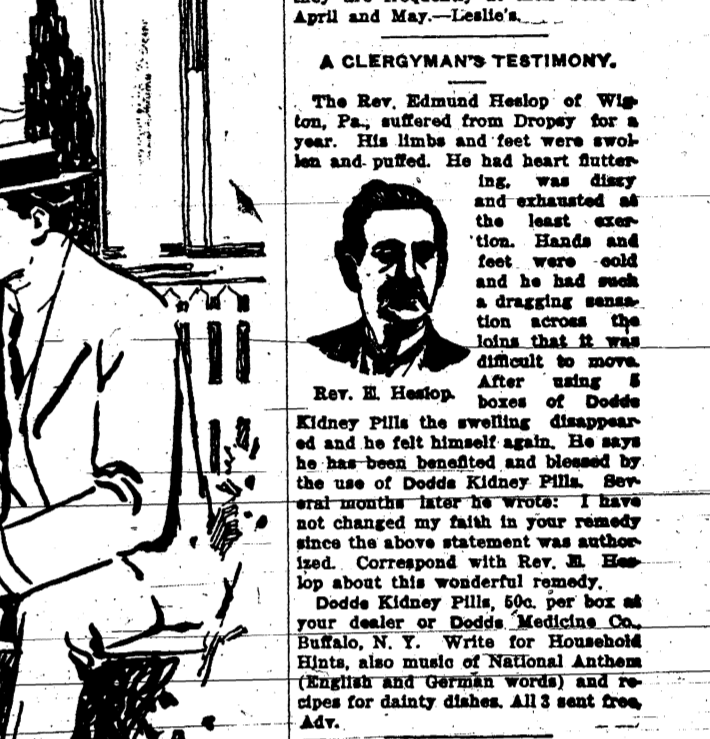 April and May.—Leslie's.
A CLERGYMAN'S TESTIMONY.
The Rev. Edmund Heslop of Wig-
ton, Pa., suffered from Dropsy for a
year. His limbs and feet were swol-
len and puffed. He had heart flutter-
ing, was dizzy
and exhausted at
the least exer-
tion. Hands and
feet were cold
and he had such
a dragging sensa-
tion across the
loins that it was
difficult to move.
After using 5
boxes of Dodds
Rev. E. Heslop.
Kidney Pills the swelling disappear-
ed and he felt himself again. He says
he has been benefited and blessed by
the use of Dodds Kidney Pills. Sev-
eral months later he wrote: I have
not changed my faith in your remedy
since the above statement was author-
ized. Correspond with Rev. E. Hes-
lop about this wonderful remedy.
Dodds Kidney Pills, 50c. per box at
your dealer or Dodds Medicine Co.,
Buffalo, N. Y. Write for Household
Hints, also music of National Anthem
(English and German words) and re-
cipes for dainty dishes. All 3 sent free.
Adv.